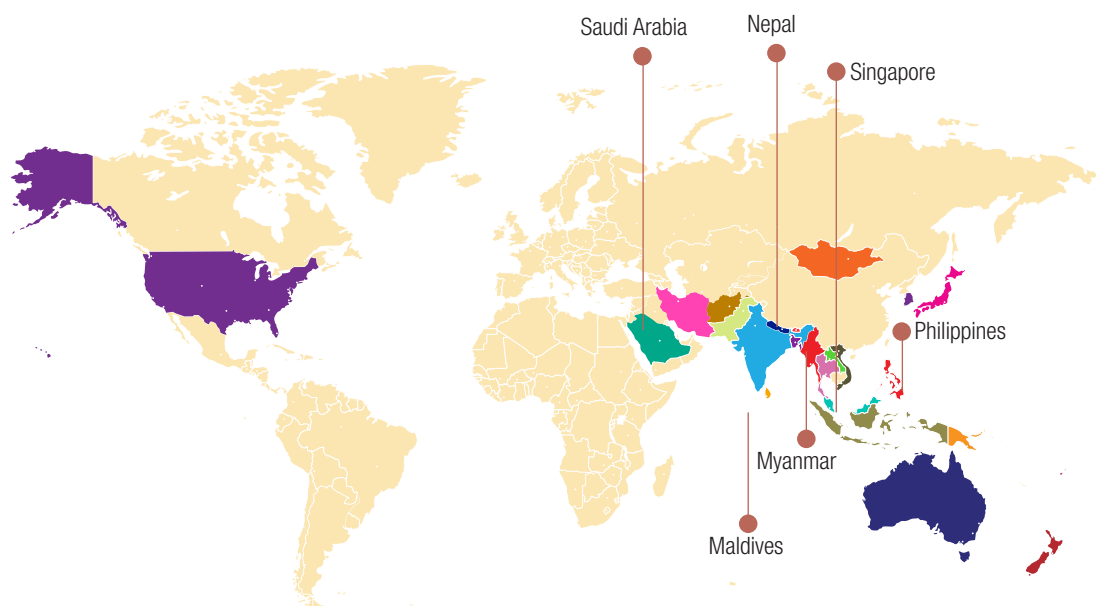 Saudi Arabia
Nepal
Singapore
Philippines
Myanmar
Maldives